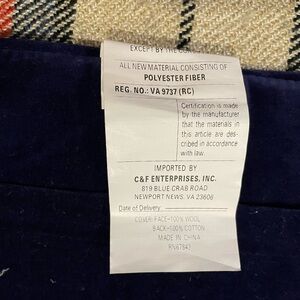 EXCEPT BY THE CON
ALL NEW MATERIAL CONSISTING OF
POLYESTER FIBER
REG. NO.: VA 9737 (RC)
Certification is made
by the manufacturer
that the materials in
this article are des-
cribed in accordance
with law.
IMPORTED BY
C&F ENTERPRISES, INC.
819 BLUE CRAB ROAD
NEWPORT NEWS, VA 23606
Date of Delivery:
COVER: FACE-100% WOOL
BACK-100% COTTON
MADE IN CHINA
RN67843